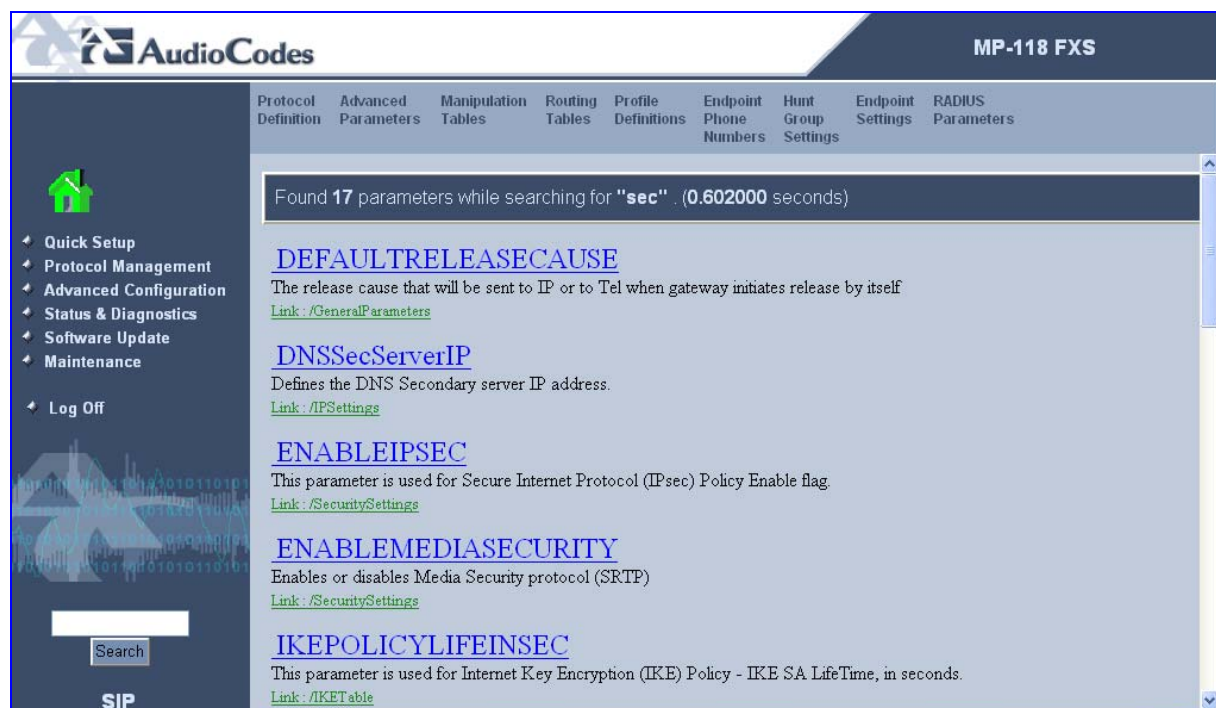 AudioCodes
MP-118 FXS
Protocol Definition
Advanced Parameters
Manipulation Tables
Routing Tables
Profile Definitions
Endpoint Phone Numbers
Hunt Group Settings
Endpoint Settings
RADIUS Parameters
Quick Setup
Protocol Management
Advanced Configuration
Status & Diagnostics
Software Update
Maintenance
Log Off
Search
SIP
Found 17 parameters while searching for "sec" . (0.602000 seconds)
DEFAULTRELEASECAUSE
The release cause that will be sent to IP or to Tel when gateway initiates release by itself
Link : /GeneralParameters
DNSSecServerIP
Defines the DNS Secondary server IP address.
Link : /IPSettings
ENABLEIPSEC
This parameter is used for Secure Internet Protocol (IPsec) Policy Enable flag.
Link : /SecuritySettings
ENABLEMEDIASECURITY
Enables or disables Media Security protocol (SRTP)
Link : /SecuritySettings
IKEPOLICYLIFEINSEC
This parameter is used for Internet Key Encryption (IKE) Policy - IKE SA LifeTime, in seconds.
Link : /IKETable